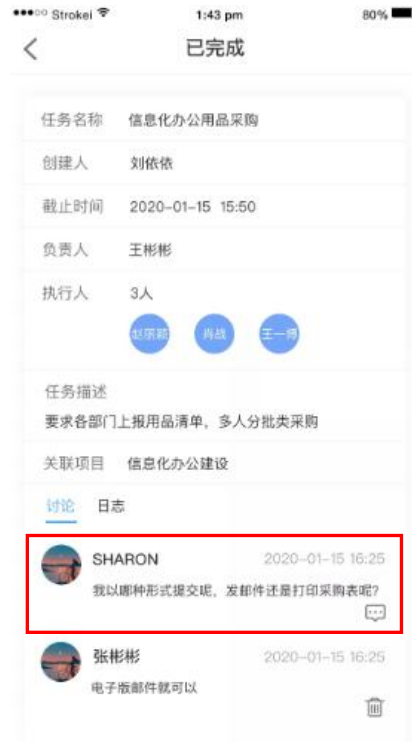 Strokei 1:43 pm 80%
已完成
任务名称 信息化办公用品采购
创建人 刘依依
截止时间 2020-01-15 15:50
负责人 王彬彬
执行人 3人
赵丽颖 肖战 王一博
任务描述
要求各部门上报用品清单，多人分批类采购
关联项目 信息化办公建设
讨论 日志
SHARON 2020-01-15 16:25
我以哪种形式提交呢，发邮件还是打印采购表呢?
张彬彬 2020-01-15 16:25
电子版邮件就可以